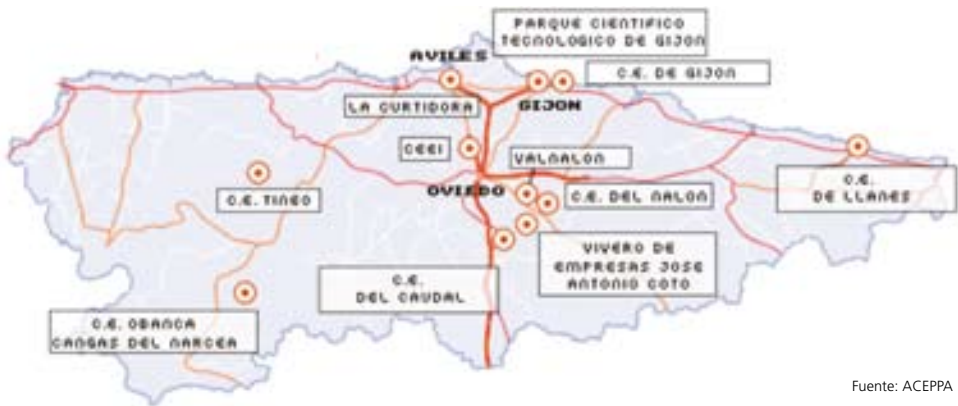 PARQUE CIENTIFICO
TECNOLOGICO DE GIJON
AVILES
C.E. DE GIJON
LA CURTIDORA
GIJON
CEEI
VALNALON
OVIEDO
C.E. TINEO
C.E. DEL NALON
C.E.
DE LLANES
VIVERO DE
EMPRESAS JOSE
ANTONIO COTO
C.E.
DEL CAUDAL
C.E. OBANCA
CANGAS DEL NARCEA
Fuente: ACEPPA